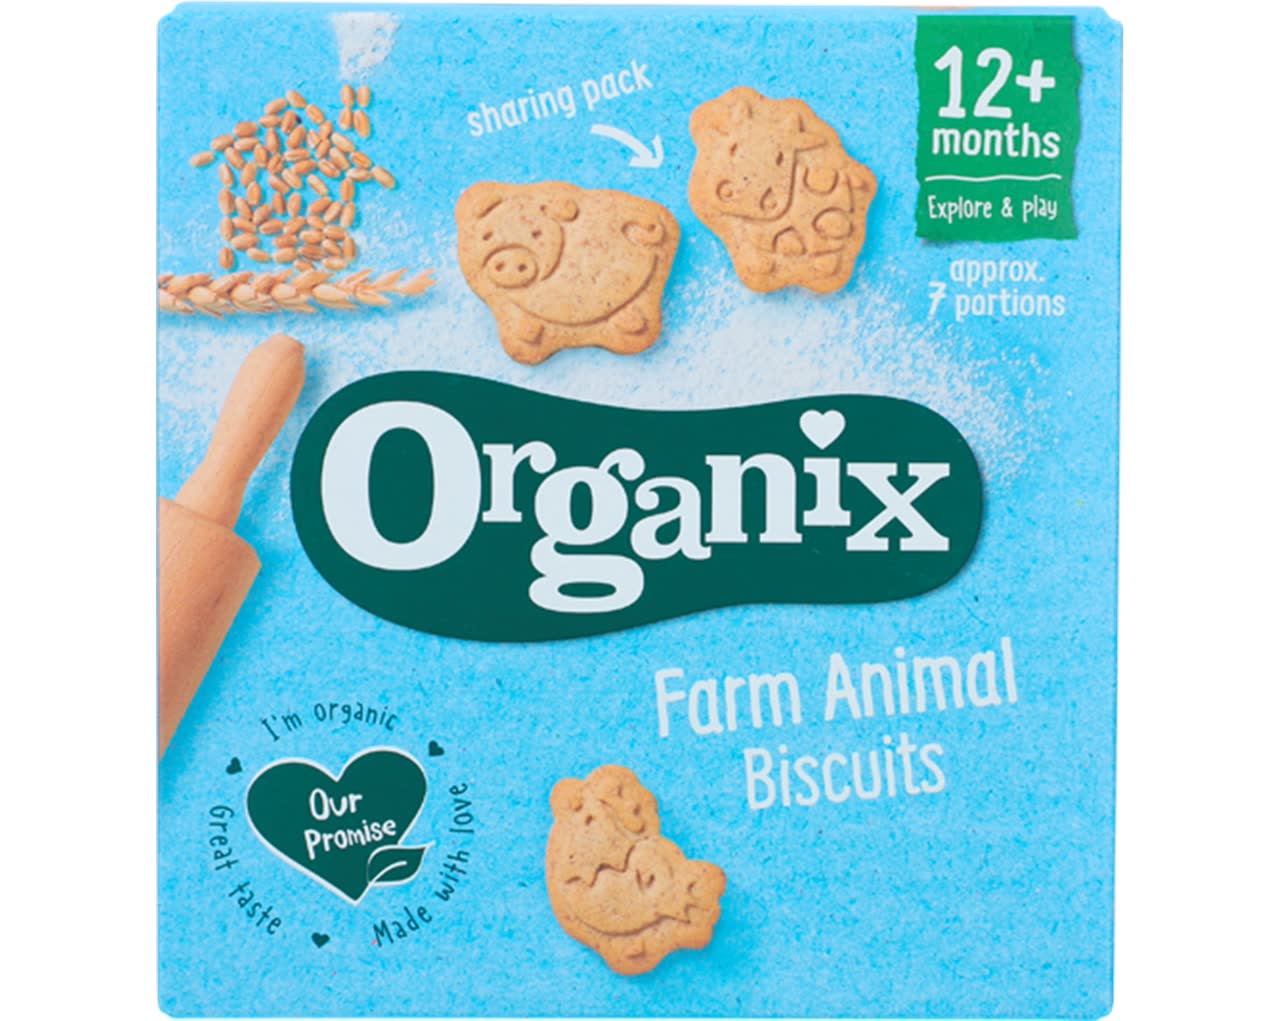 sharing pack
12+
months
Explore & play
approx.
7 portions
Organix
Farm Animal
Biscuits
I'm organic
Our
Promise
Great taste
Made with love